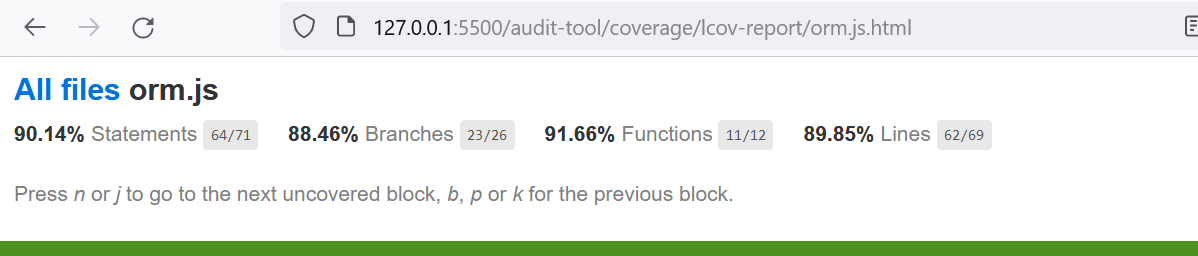 127.0.0.1:5500/audit-tool/coverage/lcov-report/orm.js.html
All files orm.js
90.14% Statements 64/71 88.46% Branches 23/26 91.66% Functions 11/12 89.85% Lines 62/69
Press n or j to go to the next uncovered block, b, p or k for the previous block.